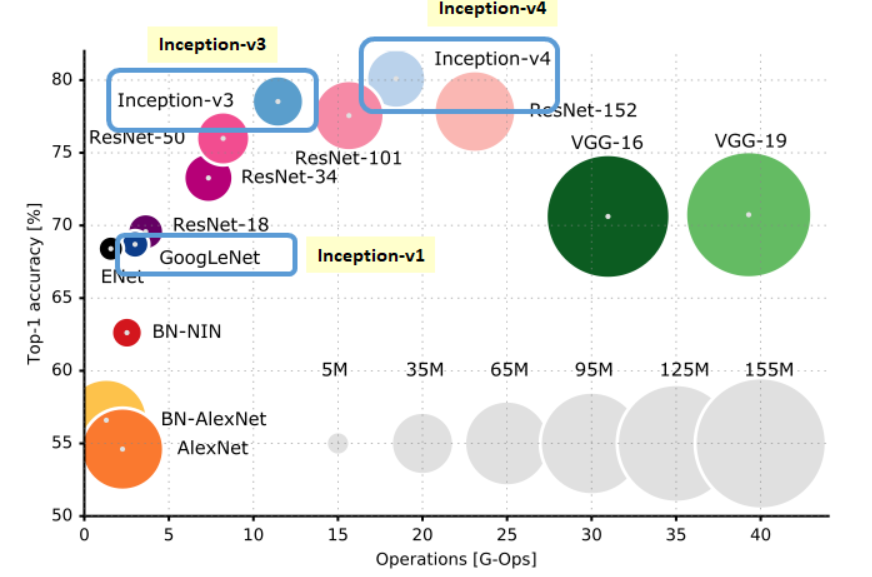 Inception-v4
Inception-v3
80
Inception-v3
Inception-v4
ResNet-152
ResNet-50
75
ResNet-101
VGG-16
VGG-19
ResNet-34
70
ResNet-18
GoogLeNet
Inception-v1
ENet
65
Top-1 accuracy [%]
BN-NIN
60
5M 35M 65M 95M 125M 155M
BN-AlexNet
55
AlexNet
50
0 5 10 15 20 25 30 35 40
Operations [G-Ops]